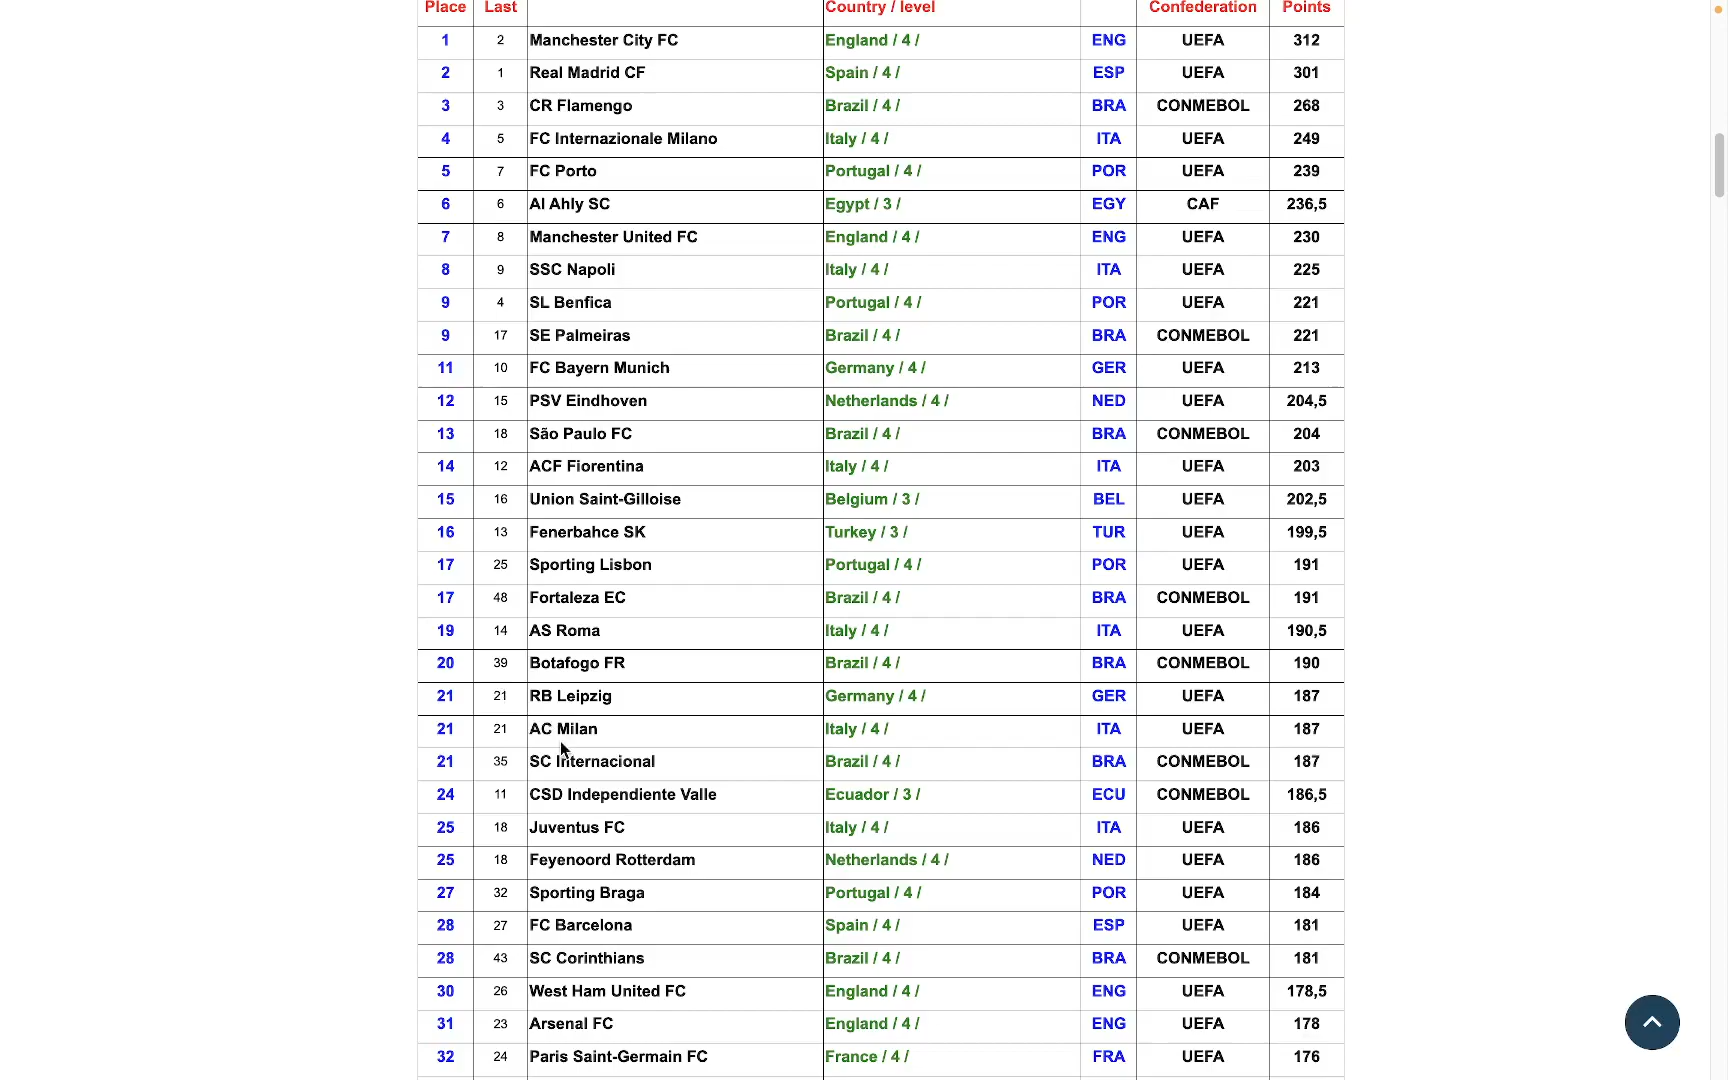 Place Last Country / level Confederation Points
1 2 Manchester City FC England / 4 / ENG UEFA 312
2 1 Real Madrid CF Spain / 4 / ESP UEFA 301
3 3 CR Flamengo Brazil / 4 / BRA CONMEBOL 268
4 5 FC Internazionale Milano Italy / 4 / ITA UEFA 249
5 7 FC Porto Portugal / 4 / POR UEFA 239
6 6 Al Ahly SC Egypt / 3 / EGY CAF 236,5
7 8 Manchester United FC England / 4 / ENG UEFA 230
8 9 SSC Napoli Italy / 4 / ITA UEFA 225
9 4 SL Benfica Portugal / 4 / POR UEFA 221
9 17 SE Palmeiras Brazil / 4 / BRA CONMEBOL 221
11 10 FC Bayern Munich Germany / 4 / GER UEFA 213
12 15 PSV Eindhoven Netherlands / 4 / NED UEFA 204,5
13 18 São Paulo FC Brazil / 4 / BRA CONMEBOL 204
14 12 ACF Fiorentina Italy / 4 / ITA UEFA 203
15 16 Union Saint-Gilloise Belgium / 3 / BEL UEFA 202,5
16 13 Fenerbahce SK Turkey / 3 / TUR UEFA 199,5
17 25 Sporting Lisbon Portugal / 4 / POR UEFA 191
17 48 Fortaleza EC Brazil / 4 / BRA CONMEBOL 191
19 14 AS Roma Italy / 4 / ITA UEFA 190,5
20 39 Botafogo FR Brazil / 4 / BRA CONMEBOL 190
21 21 RB Leipzig Germany / 4 / GER UEFA 187
21 21 AC Milan Italy / 4 / ITA UEFA 187
21 35 SC Internacional Brazil / 4 / BRA CONMEBOL 187
24 11 CSD Independiente Valle Ecuador / 3 / ECU CONMEBOL 186,5
25 18 Juventus FC Italy / 4 / ITA UEFA 186
25 18 Feyenoord Rotterdam Netherlands / 4 / NED UEFA 186
27 32 Sporting Braga Portugal / 4 / POR UEFA 184
28 27 FC Barcelona Spain / 4 / ESP UEFA 181
28 43 SC Corinthians Brazil / 4 / BRA CONMEBOL 181
30 26 West Ham United FC England / 4 / ENG UEFA 178,5
31 23 Arsenal FC England / 4 / ENG UEFA 178
32 24 Paris Saint-Germain FC France / 4 / FRA UEFA 176